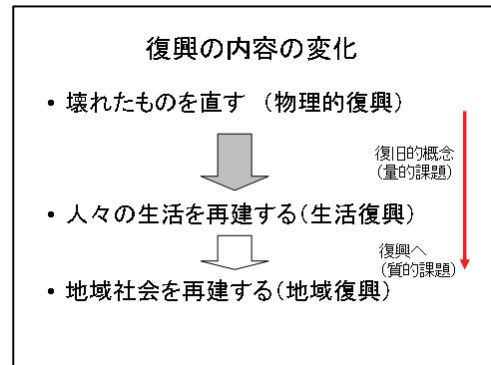 復興の内容の変化
• 壊れたものを直す (物理的復興)
復旧的概念
(量的課題)
• 人々の生活を再建する(生活復興)
復興へ
(質的課題)
• 地域社会を再建する(地域復興)